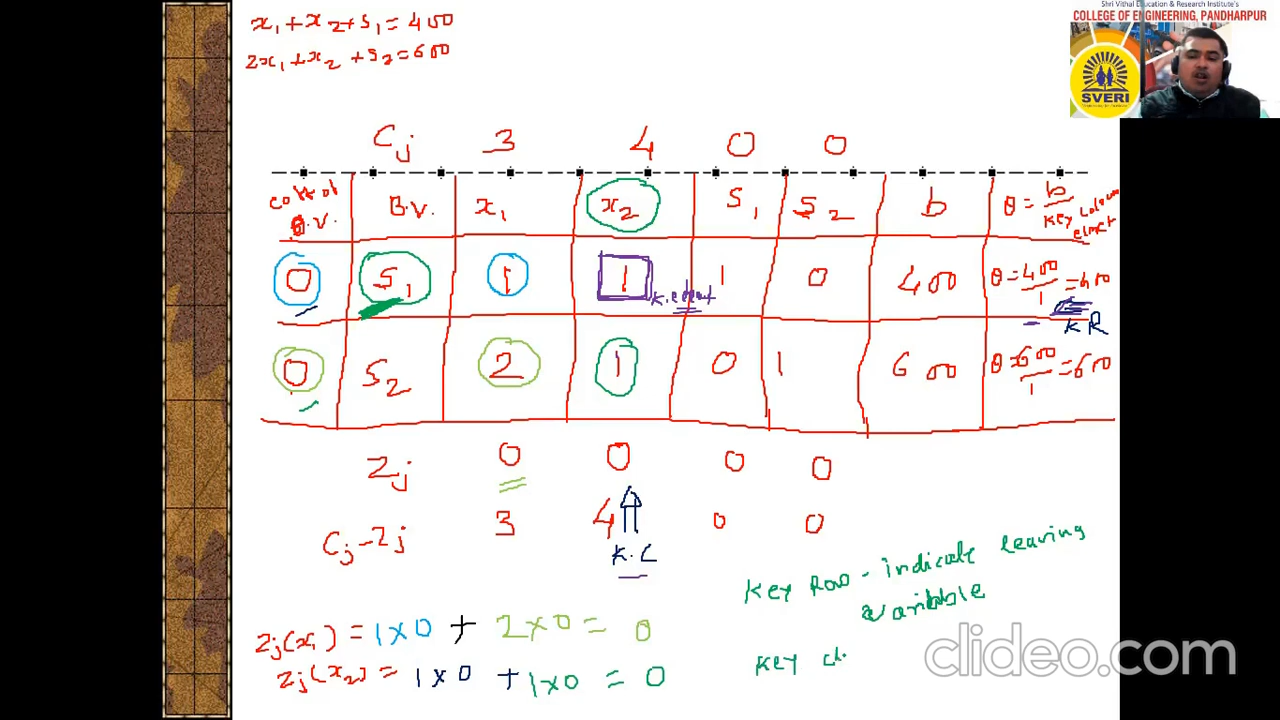 Shri Vithal Education & Research Institute's
COLLEGE OF ENGINEERING, PANDHARPUR
SVERI
x₁ + x₂ + S₁ = 400
2x₁ + x₂ + S₂ = 600
Cj 3 4 0 0
B.V. x₁ x₂ S₁ S₂ b θ = b / key column
0 S₁ 1 1 1 0 400 θ = 400/1 = 400
K.
K R
0 S₂ 2 1 0 1 600 θ = 600/1 = 600
Zj 0 0 0 0
Cj - Zj 3 4 0 0
K.C
Key Row - indicate leaving
variable
Zj(x₁) = 1×0 + 2×0 = 0
Zj(x₂) = 1×0 + 1×0 = 0
Key
clideo.com